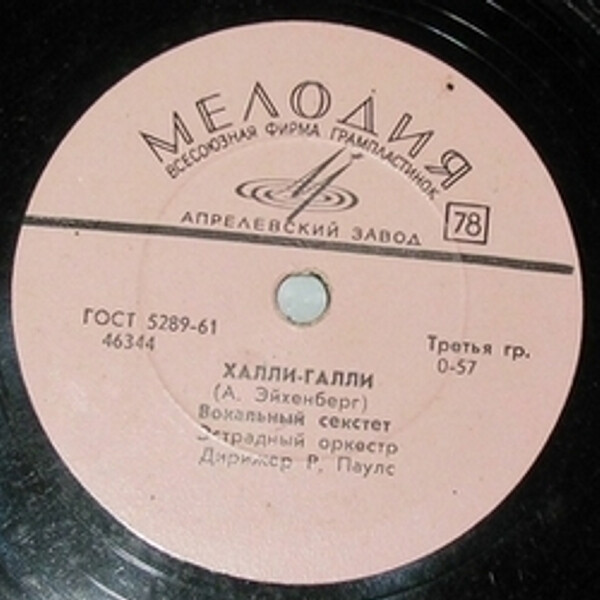 МЕЛОДИЯ
ВСЕСОЮЗНАЯ ФИРМА ГРАМПЛАСТИНОК
АПРЕЛЕВСКИЙ ЗАВОД
78
ГОСТ 5289-61
46344
Третья гр.
0-57
ХАЛЛИ-ГАЛЛИ
(А. Эйхенберг)
Вокальный секстет
Эстрадный оркестр
Дирижер Р. Паулс